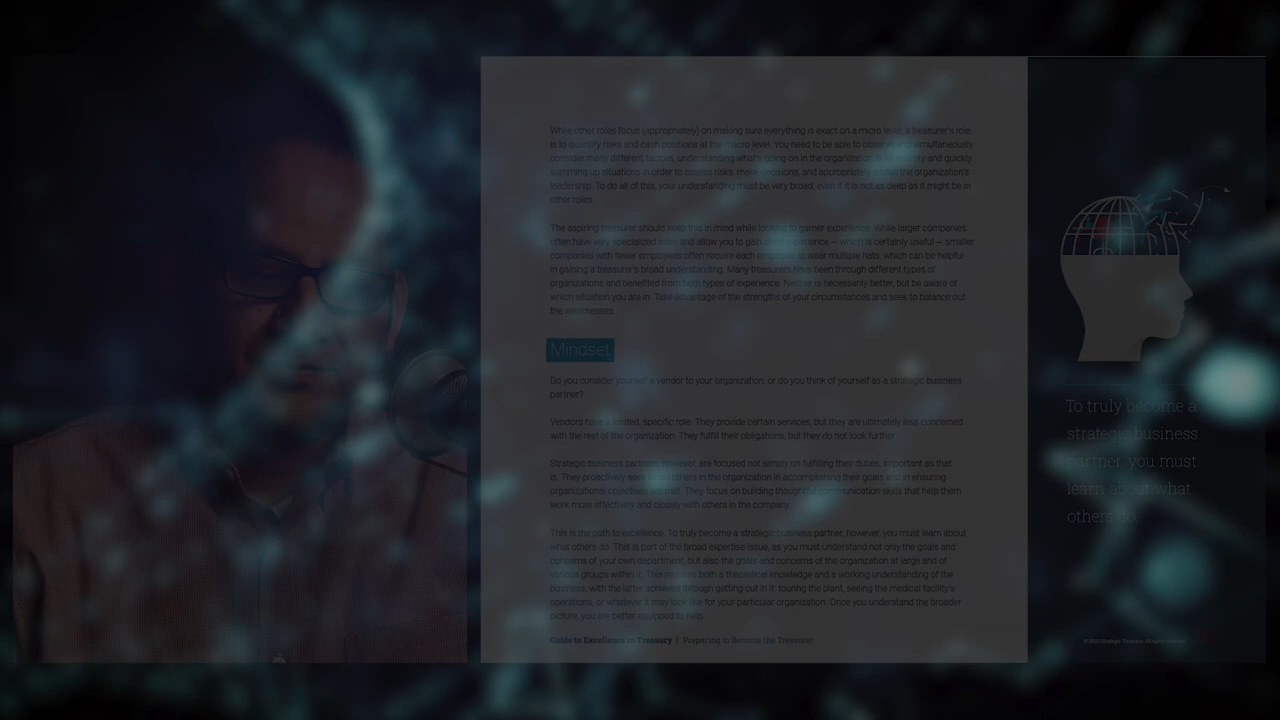 While other roles focus (appropriately) on making sure everything is exact on a micro level, a treasurer's role
is to quantify risks and cash positions at the macro level. You need to be able to observe and simultaneously
consider many different factors, understanding what's going on in the organization in its entirety and quickly
summing up situations in order to assess risks, make decisions, and appropriately advise the organization's
leadership. To do all of this, your understanding must be very broad, even if it is not as deep as it might be in
other roles.
The aspiring treasurer should keep this in mind while looking to garner experience. While larger companies
often have very specialized roles and allow you to gain deep experience — which is certainly useful — smaller
companies with fewer employees often require each employee to wear multiple hats, which can be helpful
in gaining a treasurer's broad understanding. Many treasurers have been through different types of
organizations and benefited from both types of experience. Neither is necessarily better, but be aware of
which situation you are in. Take advantage of the strengths of your circumstances and seek to balance out
the weaknesses.
Mindset
Do you consider yourself a vendor to your organization, or do you think of yourself as a strategic business
partner?
Vendors have a limited, specific role. They provide certain services, but they are ultimately less concerned
with the rest of the organization. They fulfill their obligations, but they do not look further.
Strategic business partners, however, are focused not simply on fulfilling their duties, important as that
is. They proactively seek to aid others in the organization in accomplishing their goals and in ensuring
organizational objectives are met. They focus on building thoughtful communication skills that help them
work more effectively and closely with others in the company.
This is the path to excellence. To truly become a strategic business partner, however, you must learn about
what others do. This is part of the broad expertise issue, as you must understand not only the goals and
concerns of your own department, but also the goals and concerns of the organization at large and of
various groups within it. This requires both a theoretical knowledge and a working understanding of the
business, with the latter achieved through getting out in it: touring the plant, seeing the medical facility's
operations, or whatever it may look like for your particular organization. Once you understand the broader
picture, you are better equipped to help
Guide to Excellence in Treasury | Preparing to Become the Treasurer
To truly become a
strategic business
partner, you must
learn about what
others do.
© 2023 Strategic Treasurer. All rights reserved.